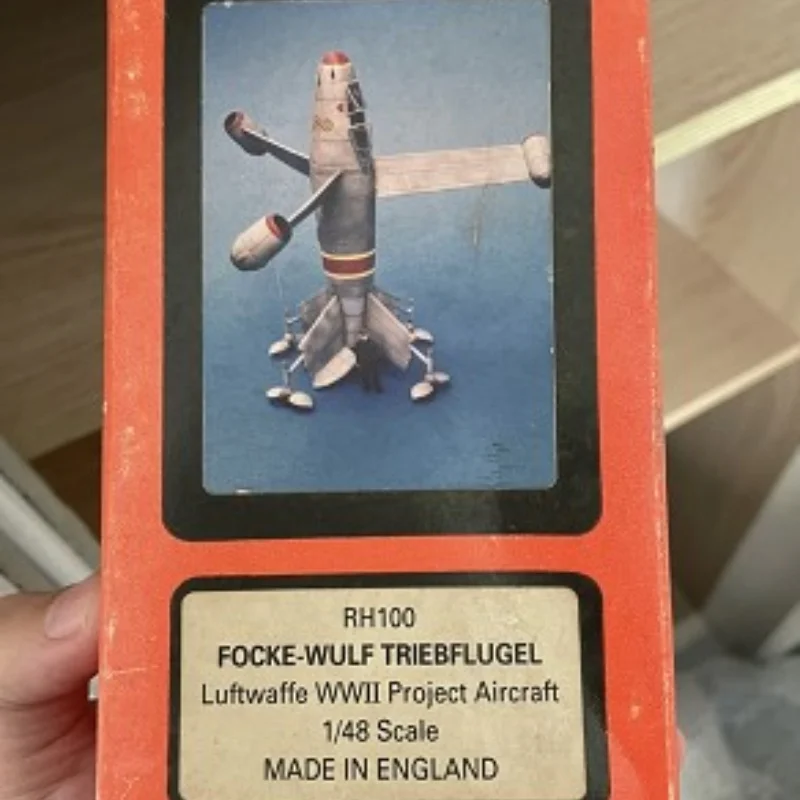 RH100
FOCKE-WULF TRIEBFLUGEL
Luftwaffe WWII Project Aircraft
1/48 Scale
MADE IN ENGLAND